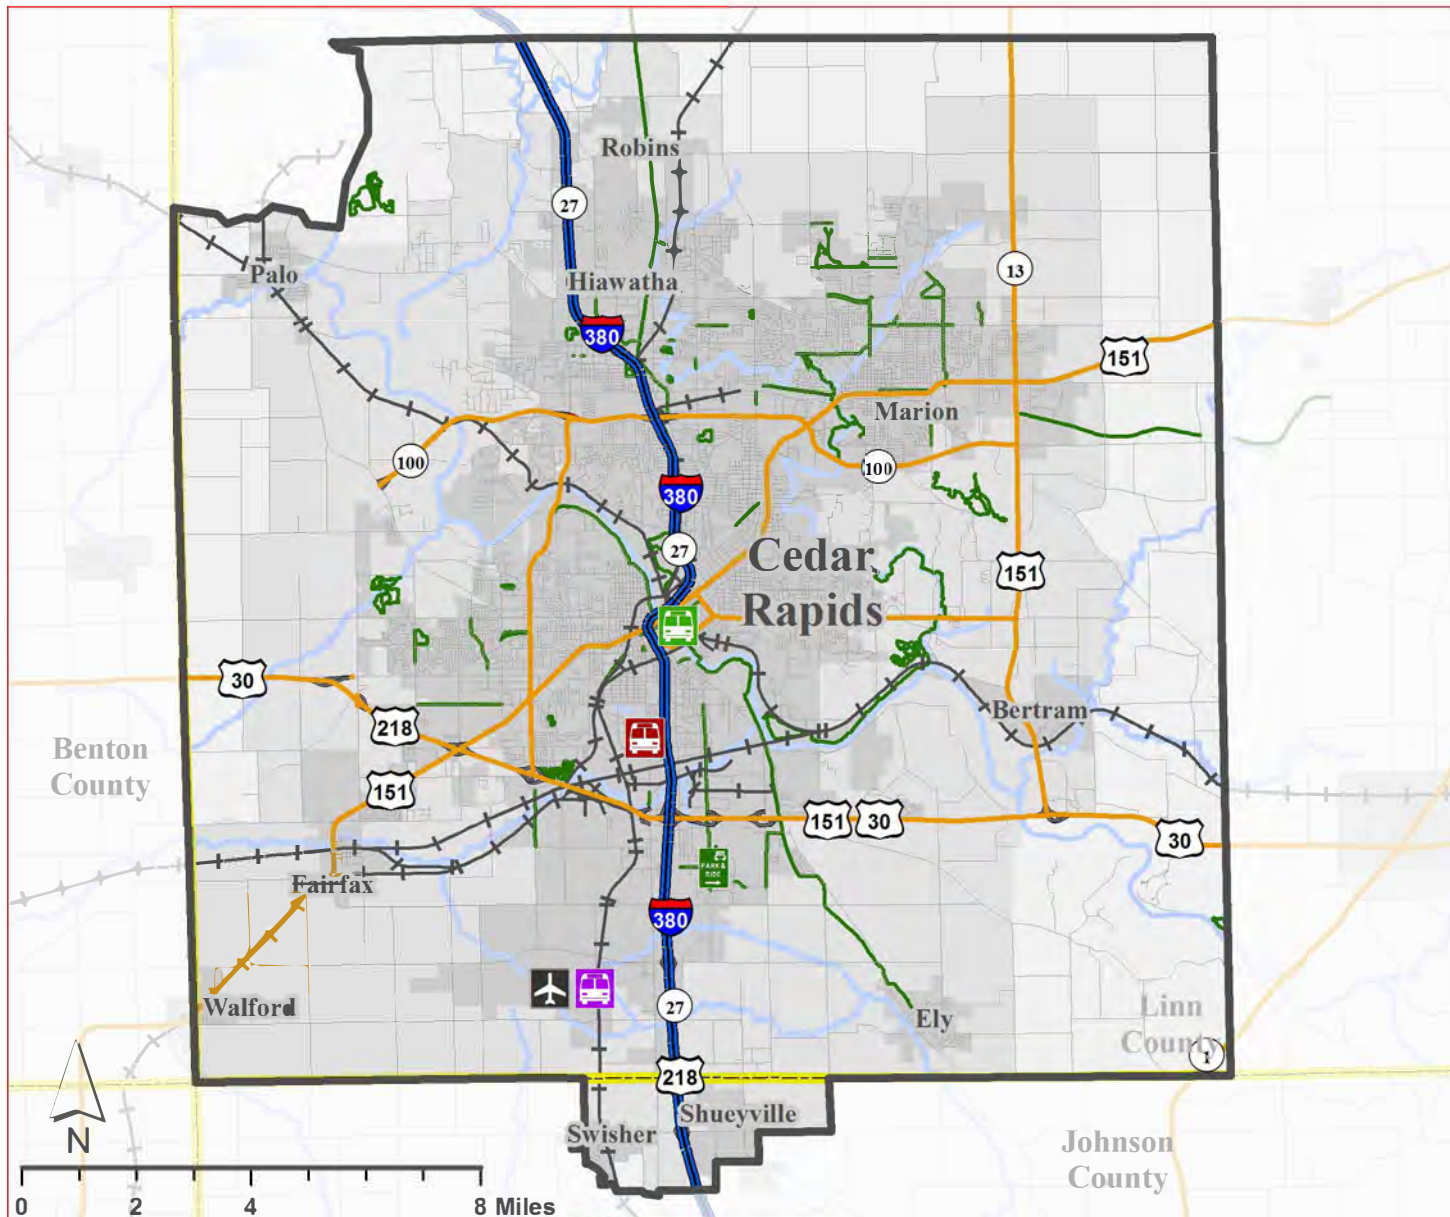 Robins
27
Palo
Hiawatha
13
380
151
Marion
100
100
380
27
Cedar
Rapids
151
30
218
Bertram
Benton
County
151
151
30
30
PARK &
RIDE
Fairfax
380
Walford
27
Ely
Linn
County
1
218
Shueyville
Swisher
Johnson
County
N
0 2 4 8 Miles